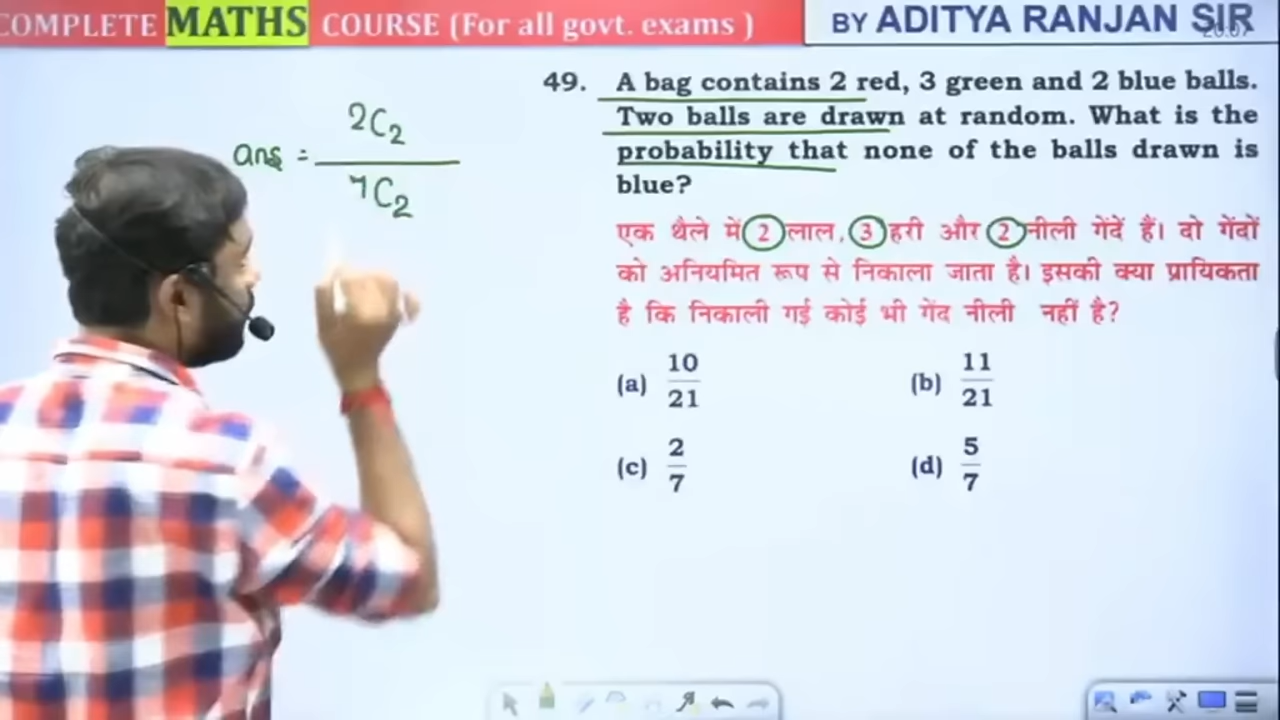 COMPLETE MATHS COURSE (For all govt. exams )
BY ADITYA RANJAN SIR
49. A bag contains 2 red, 3 green and 2 blue balls.
Two balls are drawn at random. What is the
probability that none of the balls drawn is
blue?
एक थैले में 2 लाल, 3 हरी और 2 नीली गेंदें हैं। दो गेंदों
को अनियमित रूप से निकाला जाता है। इसकी क्या प्रायिकता
है कि निकाली गई कोई भी गेंद नीली नहीं है?
(a) 10/21
(b) 11/21
(c) 2/7
(d) 5/7
ans = 2C2
7C2